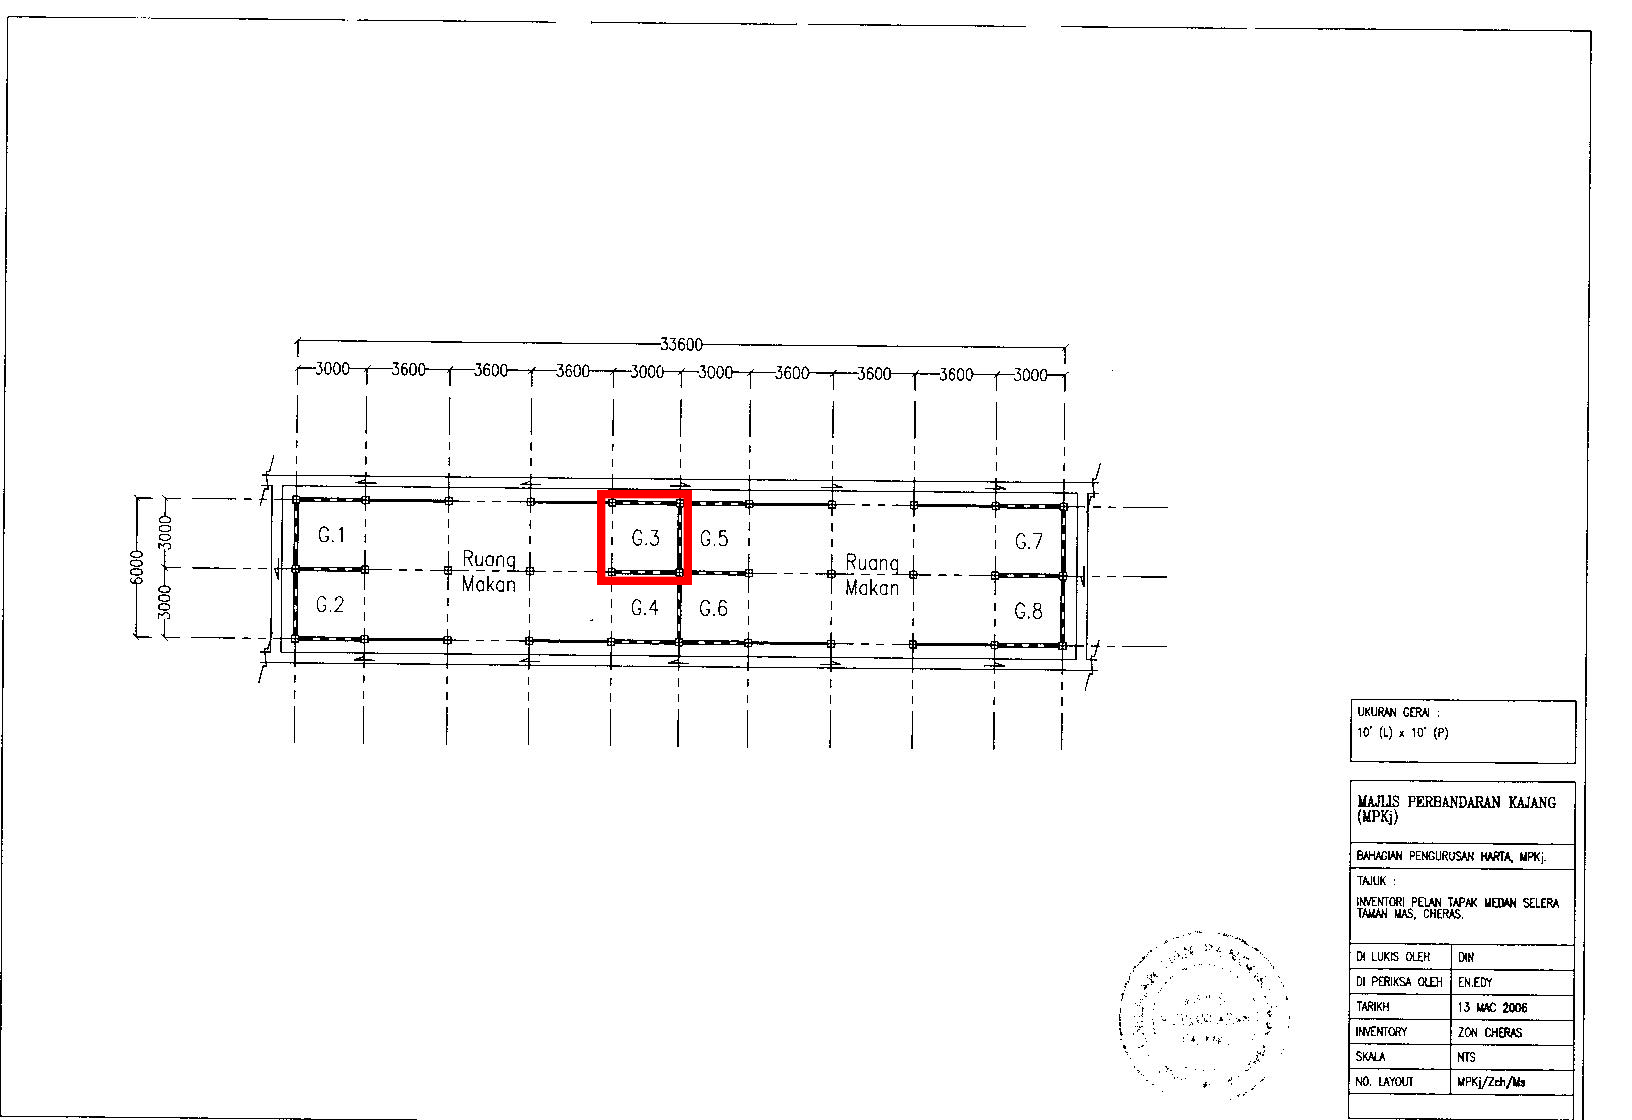 33600
3000 3600 3600 3600 3000 3000 3600 3600 3600 3000
6000
3000
3000
G.1
G.2
Ruang
Makan
G.3
G.4
G.5
G.6
Ruang
Makan
G.7
G.8
UKURAN GERAI :
10' (L) x 10' (P)
MAJLIS PERBANDARAN KAJANG
(MPKj)
BAHAGIAN PENGURUSAN HARTA, MPKj.
TAJUK :
INVENTORI PELAN TAPAK MEDAN SELERA
TAMAN MAS, CHERAS.
DI LUKIS OLEH DIN
DI PERIKSA OLEH EN.EDY
TARIKH 13 MAC 2006
INVENTORY ZON CHERAS
SKALA NTS
NO. LAYOUT MPKj/Zch/Ms